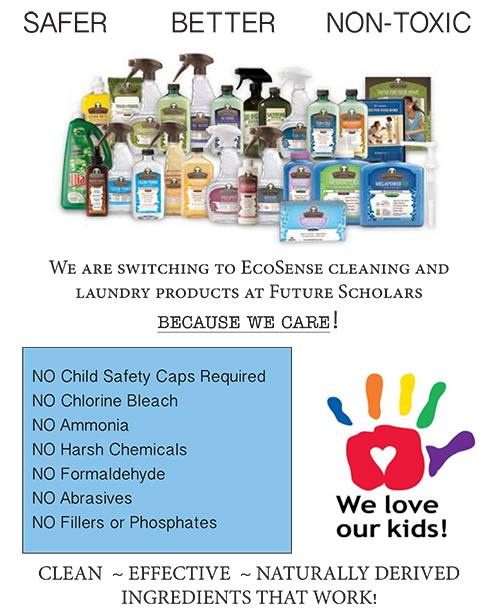 SAFER BETTER NON-TOXIC
We are switching to EcoSense cleaning and
laundry products at Future Scholars
BECAUSE WE CARE!
NO Child Safety Caps Required
NO Chlorine Bleach
NO Ammonia
NO Harsh Chemicals
NO Formaldehyde
NO Abrasives
NO Fillers or Phosphates
We love
our kids!
CLEAN ~ EFFECTIVE ~ NATURALLY DERIVED
INGREDIENTS THAT WORK!